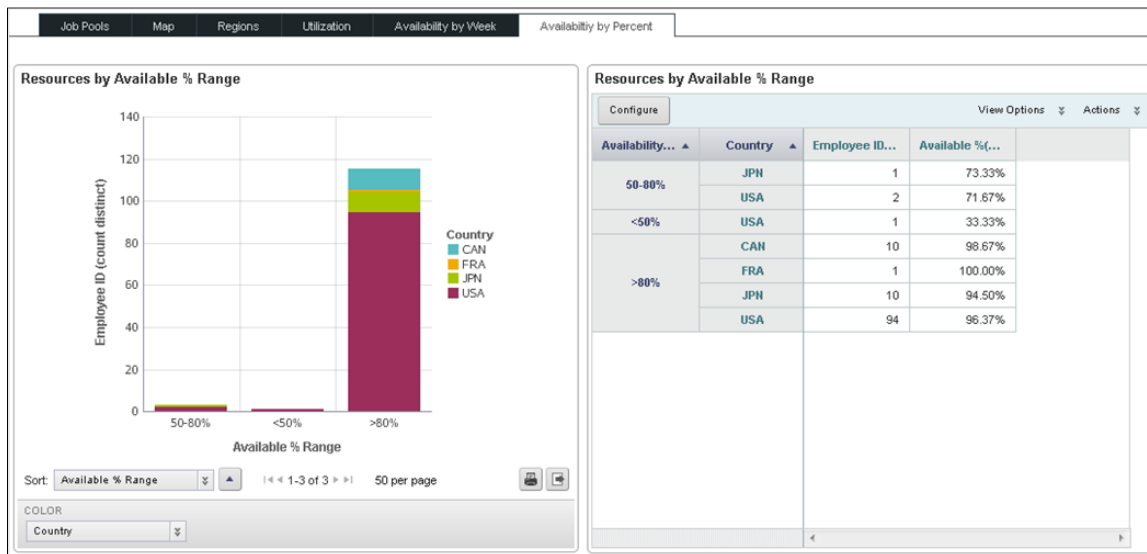 Job Pools Map Regions Utilization Availability by Week Availabiltiy by Percent
Resources by Available % Range
140
120
100
80
60
40
20
0
Employee ID (count distinct)
50-80% <50% >80%
Available % Range
Country
CAN
FRA
JPN
USA
Sort: Available % Range 1-3 of 3 50 per page
COLOR
Country
Resources by Available % Range
Configure View Options Actions
Availability... Country Employee ID... Available %(...
50-80% JPN 1 73.33%
USA 2 71.67%
<50% USA 1 33.33%
>80% CAN 10 98.67%
FRA 1 100.00%
JPN 10 94.50%
USA 94 96.37%